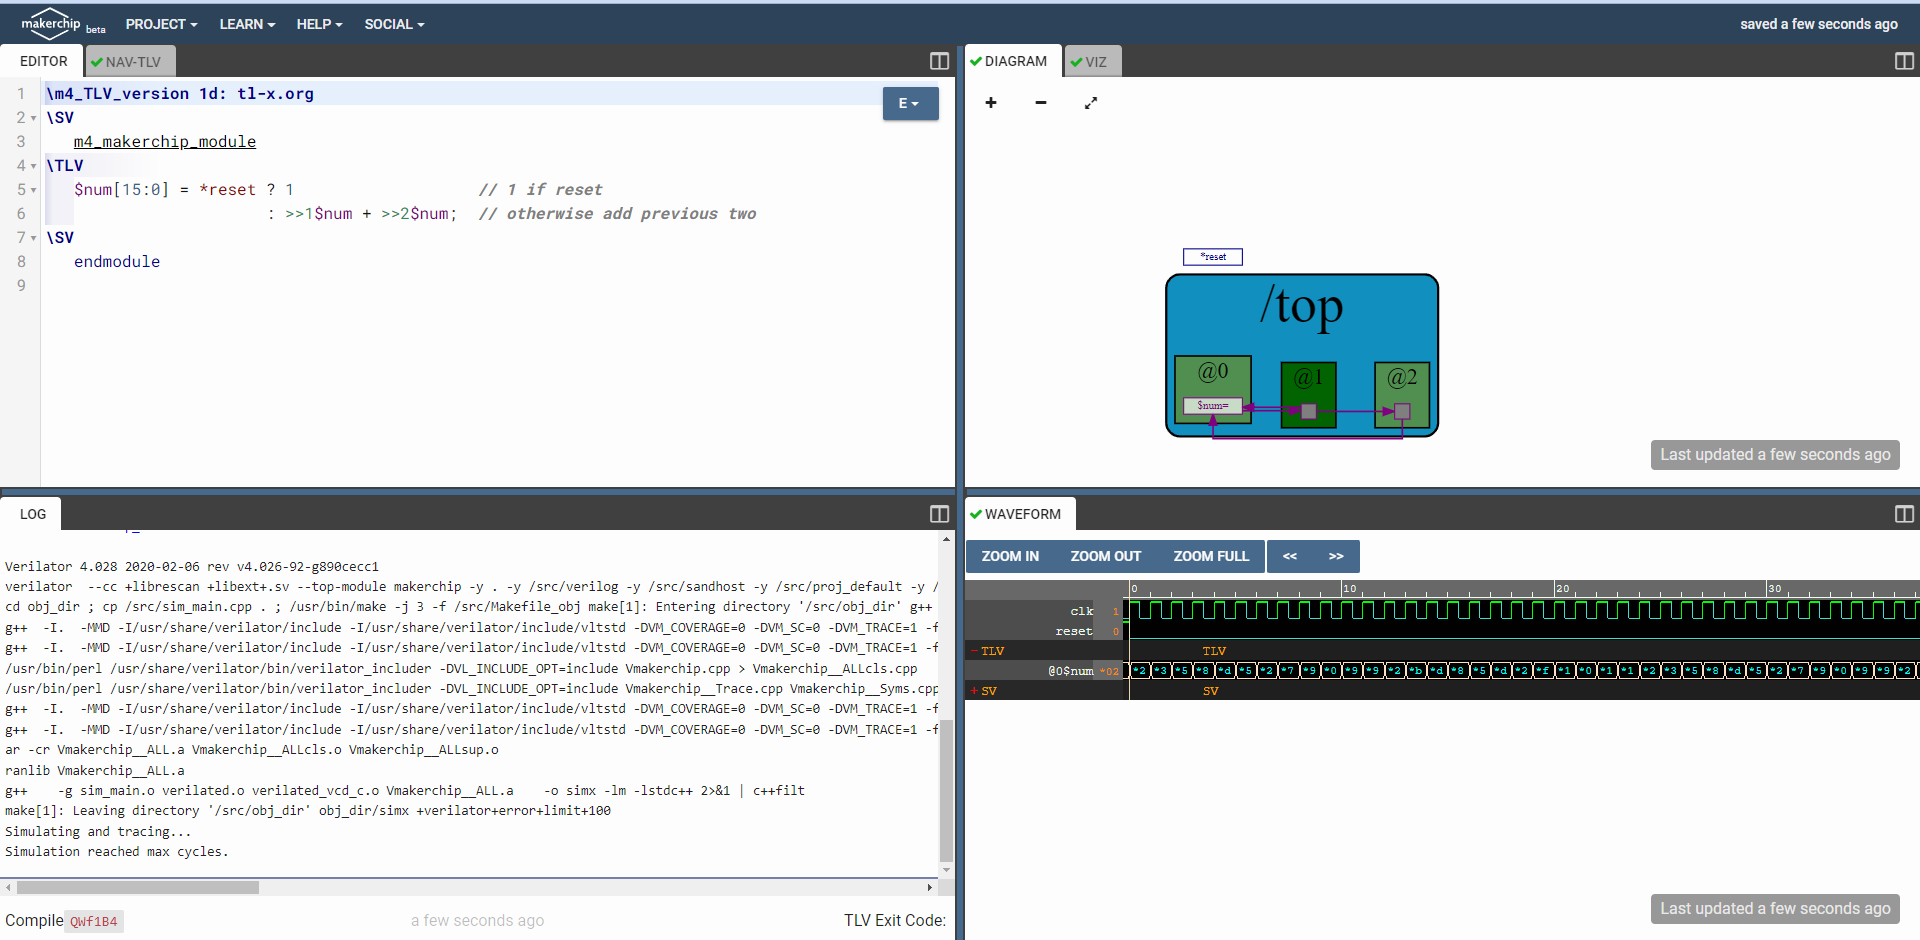 makerchip beta PROJECT LEARN HELP SOCIAL saved a few seconds ago
EDITOR NAV-TLV
1 \m4_TLV_version 1d: tl-x.org
E
2 \SV
3 m4_makerchip_module
4 \TLV
5 $num[15:0] = *reset ? 1 // 1 if reset
6 : >>1$num + >>2$num; // otherwise add previous two
7 \SV
8 endmodule
9
DIAGRAM VIZ
+ −
*reset
/top
@0 @1 @2
$num=
Last updated a few seconds ago
LOG
Verilator 4.028 2020-02-06 rev v4.026-92-g890cecc1
verilator --cc +librescan +libext+.sv --top-module makerchip -y . -y /src/verilog -y /src/sandhost -y /src/proj_default -y /
cd obj_dir ; cp /src/sim_main.cpp . ; /usr/bin/make -j 3 -f /src/Makefile_obj make[1]: Entering directory '/src/obj_dir' g++
g++ -I. -MMD -I/usr/share/verilator/include -I/usr/share/verilator/include/vltstd -DVM_COVERAGE=0 -DVM_SC=0 -DVM_TRACE=1 -f
g++ -I. -MMD -I/usr/share/verilator/include -I/usr/share/verilator/include/vltstd -DVM_COVERAGE=0 -DVM_SC=0 -DVM_TRACE=1 -f
/usr/bin/perl /usr/share/verilator/bin/verilator_includer -DVL_INCLUDE_OPT=include Vmakerchip.cpp > Vmakerchip__ALLcls.cpp
/usr/bin/perl /usr/share/verilator/bin/verilator_includer -DVL_INCLUDE_OPT=include Vmakerchip__Trace.cpp Vmakerchip__Syms.cpp
g++ -I. -MMD -I/usr/share/verilator/include -I/usr/share/verilator/include/vltstd -DVM_COVERAGE=0 -DVM_SC=0 -DVM_TRACE=1 -f
g++ -I. -MMD -I/usr/share/verilator/include -I/usr/share/verilator/include/vltstd -DVM_COVERAGE=0 -DVM_SC=0 -DVM_TRACE=1 -f
ar -cr Vmakerchip__ALL.a Vmakerchip__ALLcls.o Vmakerchip__ALLsup.o
ranlib Vmakerchip__ALL.a
g++ -g sim_main.o verilated.o verilated_vcd_c.o Vmakerchip__ALL.a -o simx -lm -lstdc++ 2>&1 | c++filt
make[1]: Leaving directory '/src/obj_dir' obj_dir/simx +verilator+error+limit+100
Simulating and tracing...
Simulation reached max cycles.
Compile QWf1B4 a few seconds ago TLV Exit Code:
WAVEFORM
ZOOM IN ZOOM OUT ZOOM FULL << >>
0 10 20 30
clk 1
reset 0
- TLV TLV
@0$num *02 *2 *3 *5 *8 *d *5 *2 *7 *9 *0 *9 *9 *2 *b *d *8 *5 *d *2 *f *1 *0 *1 *1 *2 *3 *5 *8 *d *5 *2 *7 *9 *0 *9 *9 *2
+ SV SV
Last updated a few seconds ago